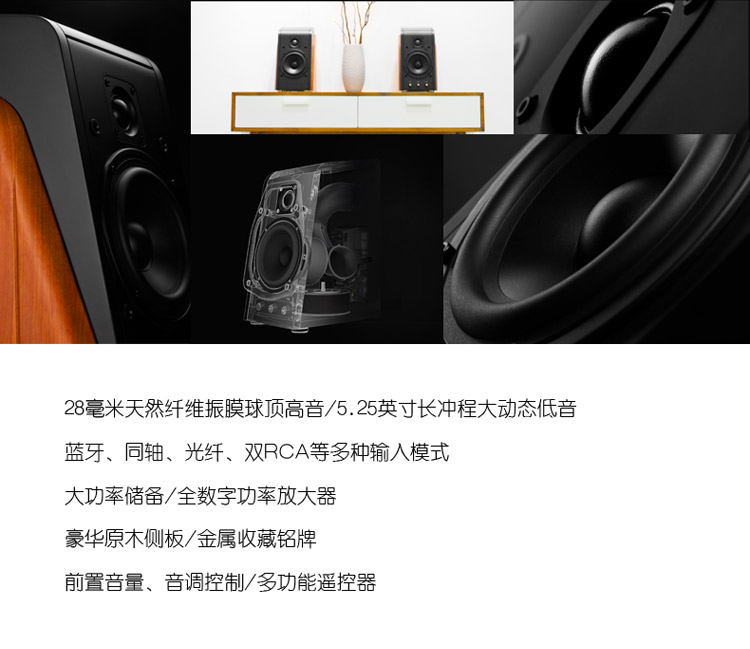 28毫米天然纤维振膜球顶高音/5.25英寸长冲程大动态低音
蓝牙、同轴、光纤、双RCA等多种输入模式
大功率储备/全数字功率放大器
豪华原木侧板/金属收藏铭牌
前置音量、音调控制/多功能遥控器